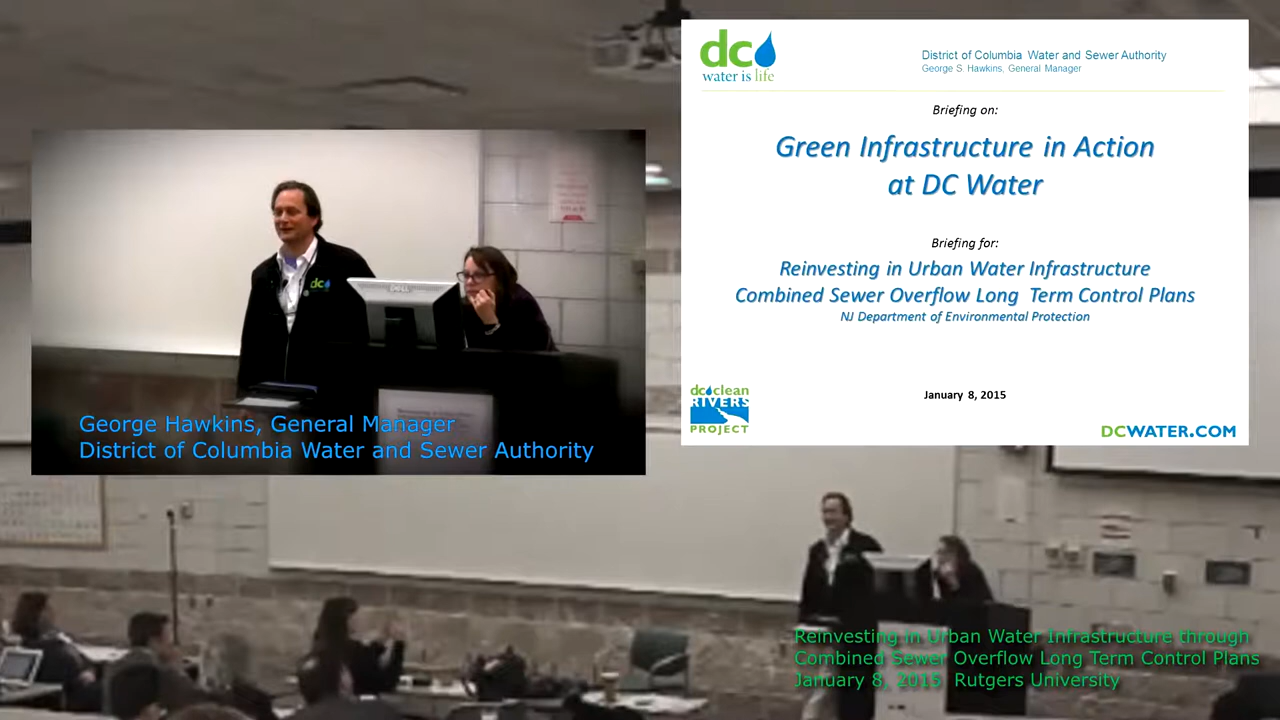 dc
water is life
District of Columbia Water and Sewer Authority
George S. Hawkins, General Manager
Briefing on:
Green Infrastructure in Action
at DC Water
Briefing for:
Reinvesting in Urban Water Infrastructure
Combined Sewer Overflow Long Term Control Plans
NJ Department of Environmental Protection
January 8, 2015
dc clean
RIVERS
PROJECT
DCWATER.COM
dc
DELL
George Hawkins, General Manager
District of Columbia Water and Sewer Authority
Reinvesting in Urban Water Infrastructure through
Combined Sewer Overflow Long Term Control Plans
January 8, 2015 Rutgers University